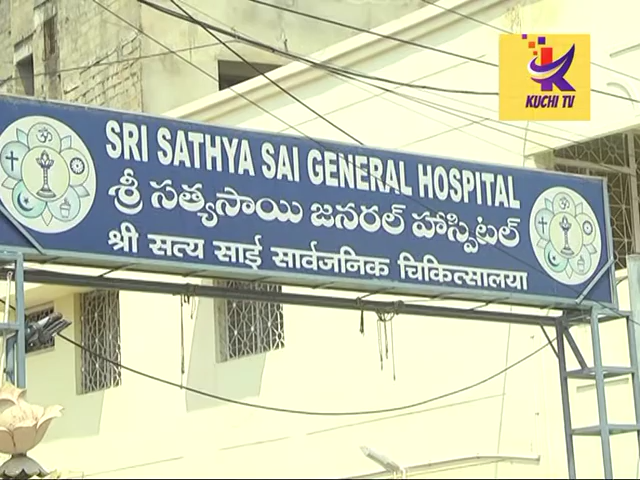 KUCHI TV
SRI SATHYA SAI GENERAL HOSPITAL
శ్రీ సత్యసాయి జనరల్ హాస్పిటల్
श्री सत्य साई सार्वजनिक चिकित्सालया